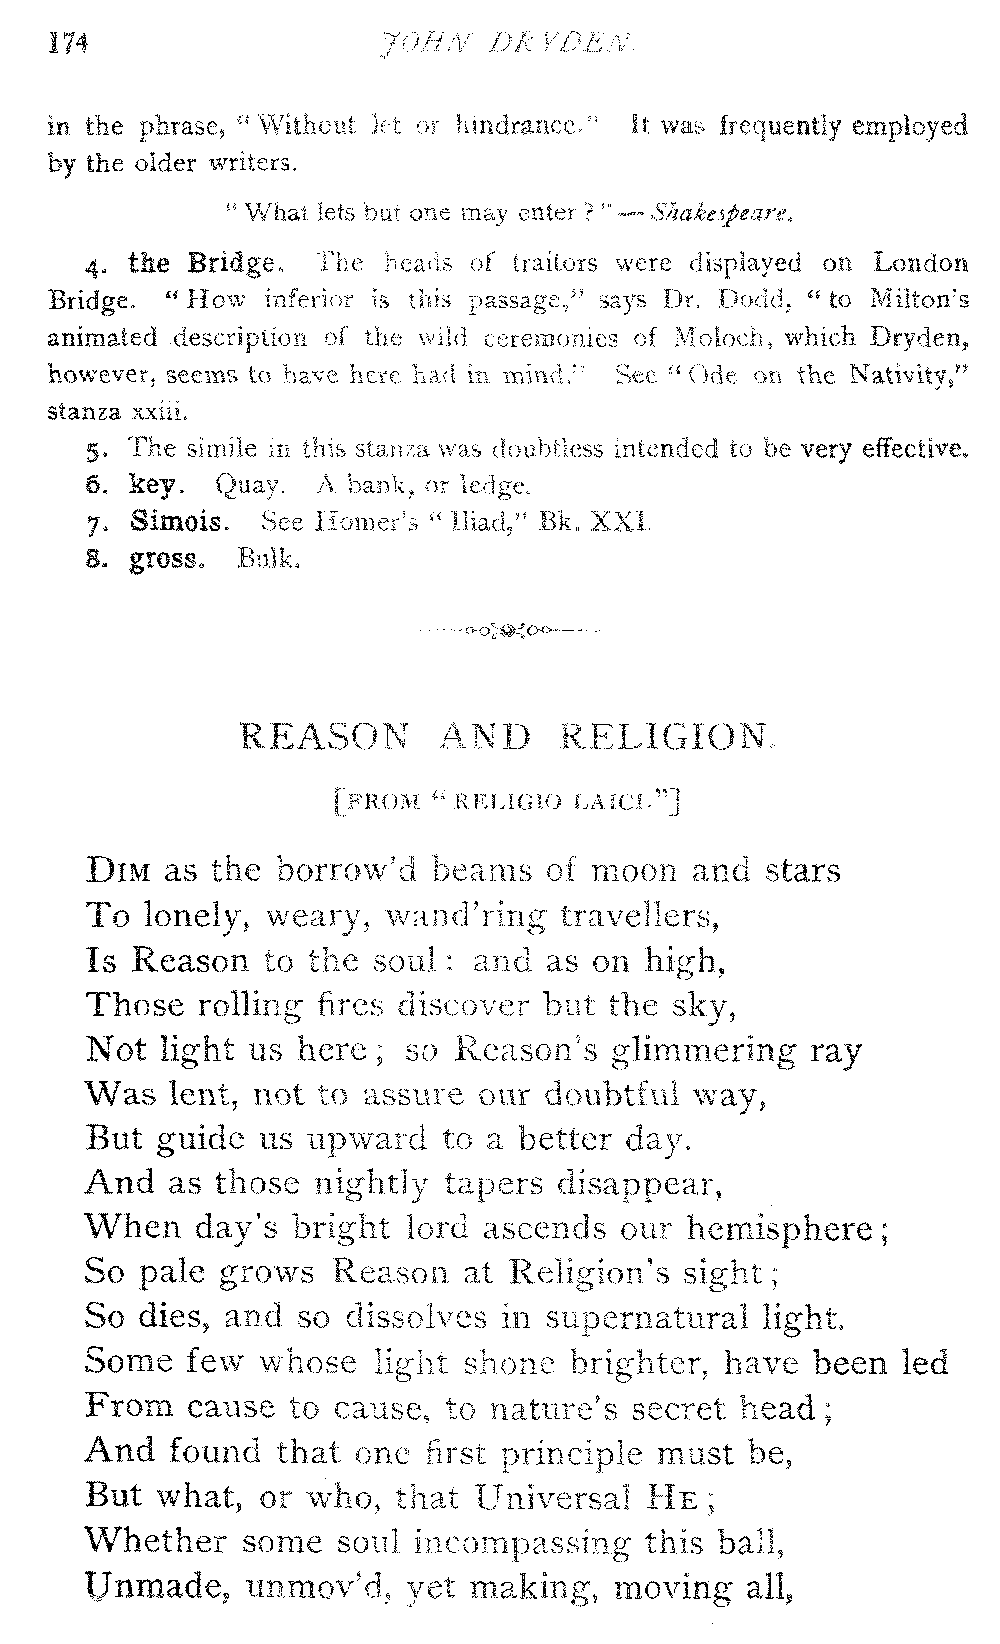 174 JOHN DRYDEN.
in the phrase, "Without let or hindrance." It was frequently employed
by the older writers.
"What lets but one may enter?"—Shakespeare.
4. the Bridge. The heads of traitors were displayed on London
Bridge. "How inferior is this passage," says Dr. Dodd, "to Milton's
animated description of the wild ceremonies of Moloch, which Dryden,
however, seems to have here had in mind." See "Ode on the Nativity,"
stanza xxiii.
5. The simile in this stanza was doubtless intended to be very effective.
6. key. Quay. A bank, or ledge.
7. Simois. See Homer's "Iliad," Bk. XXI.
8. gross. Bulk.
REASON AND RELIGION.
[FROM "RELIGIO LAICI."]
DIM as the borrow'd beams of moon and stars
To lonely, weary, wand'ring travellers,
Is Reason to the soul: and as on high,
Those rolling fires discover but the sky,
Not light us here; so Reason's glimmering ray
Was lent, not to assure our doubtful way,
But guide us upward to a better day.
And as those nightly tapers disappear,
When day's bright lord ascends our hemisphere;
So pale grows Reason at Religion's sight;
So dies, and so dissolves in supernatural light.
Some few whose light shone brighter, have been led
From cause to cause, to nature's secret head;
And found that one first principle must be,
But what, or who, that Universal HE;
Whether some soul incompassing this ball,
Unmade, unmov'd, yet making, moving all,